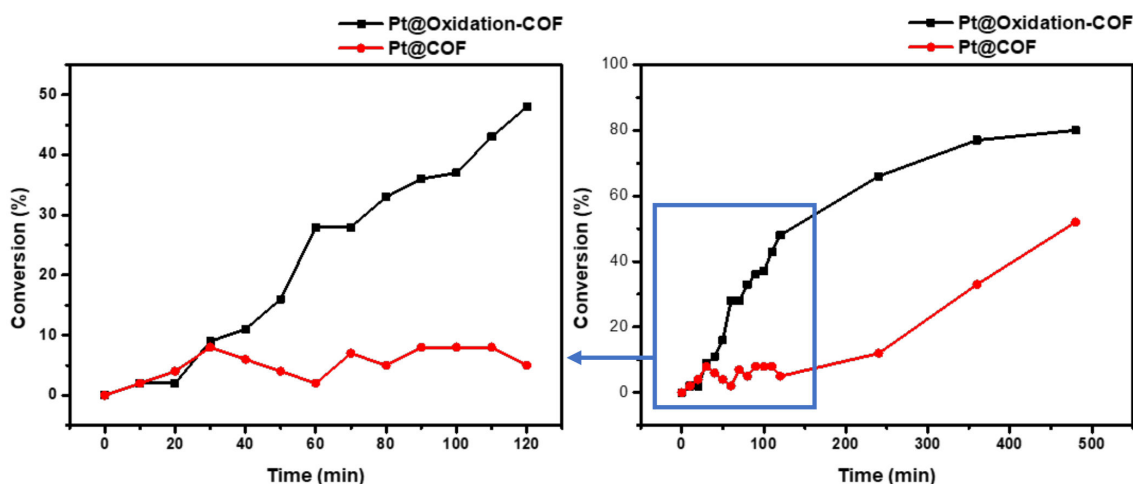 Pt@Oxidation-COF
Pt@COF
50
40
30
20
10
0
Conversion (%)
0 20 40 60 80 100 120
Time (min)
Pt@Oxidation-COF
Pt@COF
100
80
60
40
20
0
Conversion (%)
0 100 200 300 400 500
Time (min)